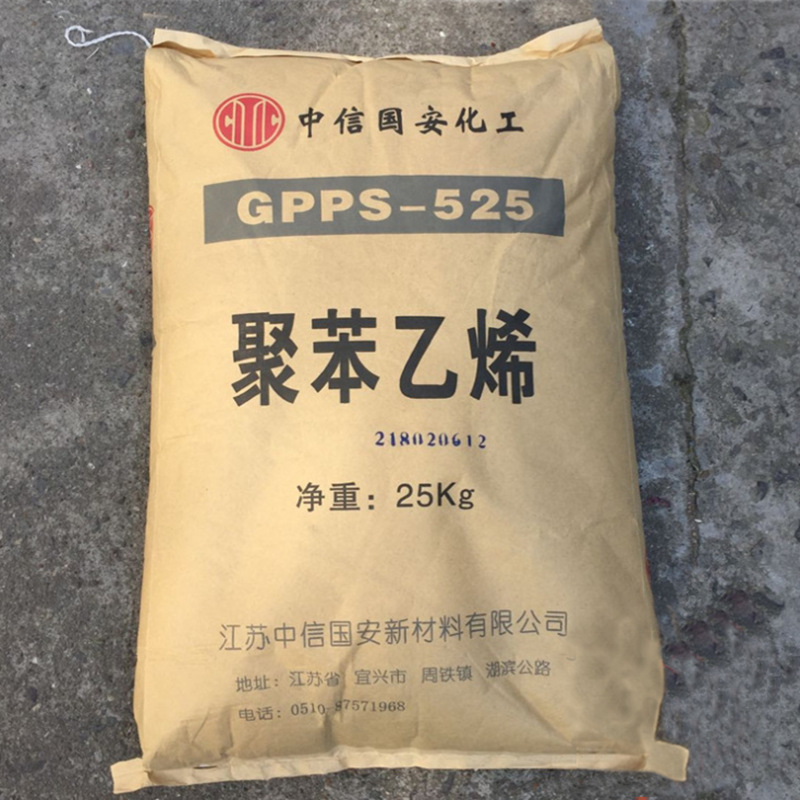 CITIC 中信国安化工
GPPS-525
聚苯乙烯
218020612
净重：25Kg
江苏中信国安新材料有限公司
地址：江苏省 宜兴市 周铁镇 湖滨公路
电话：0510-87571968